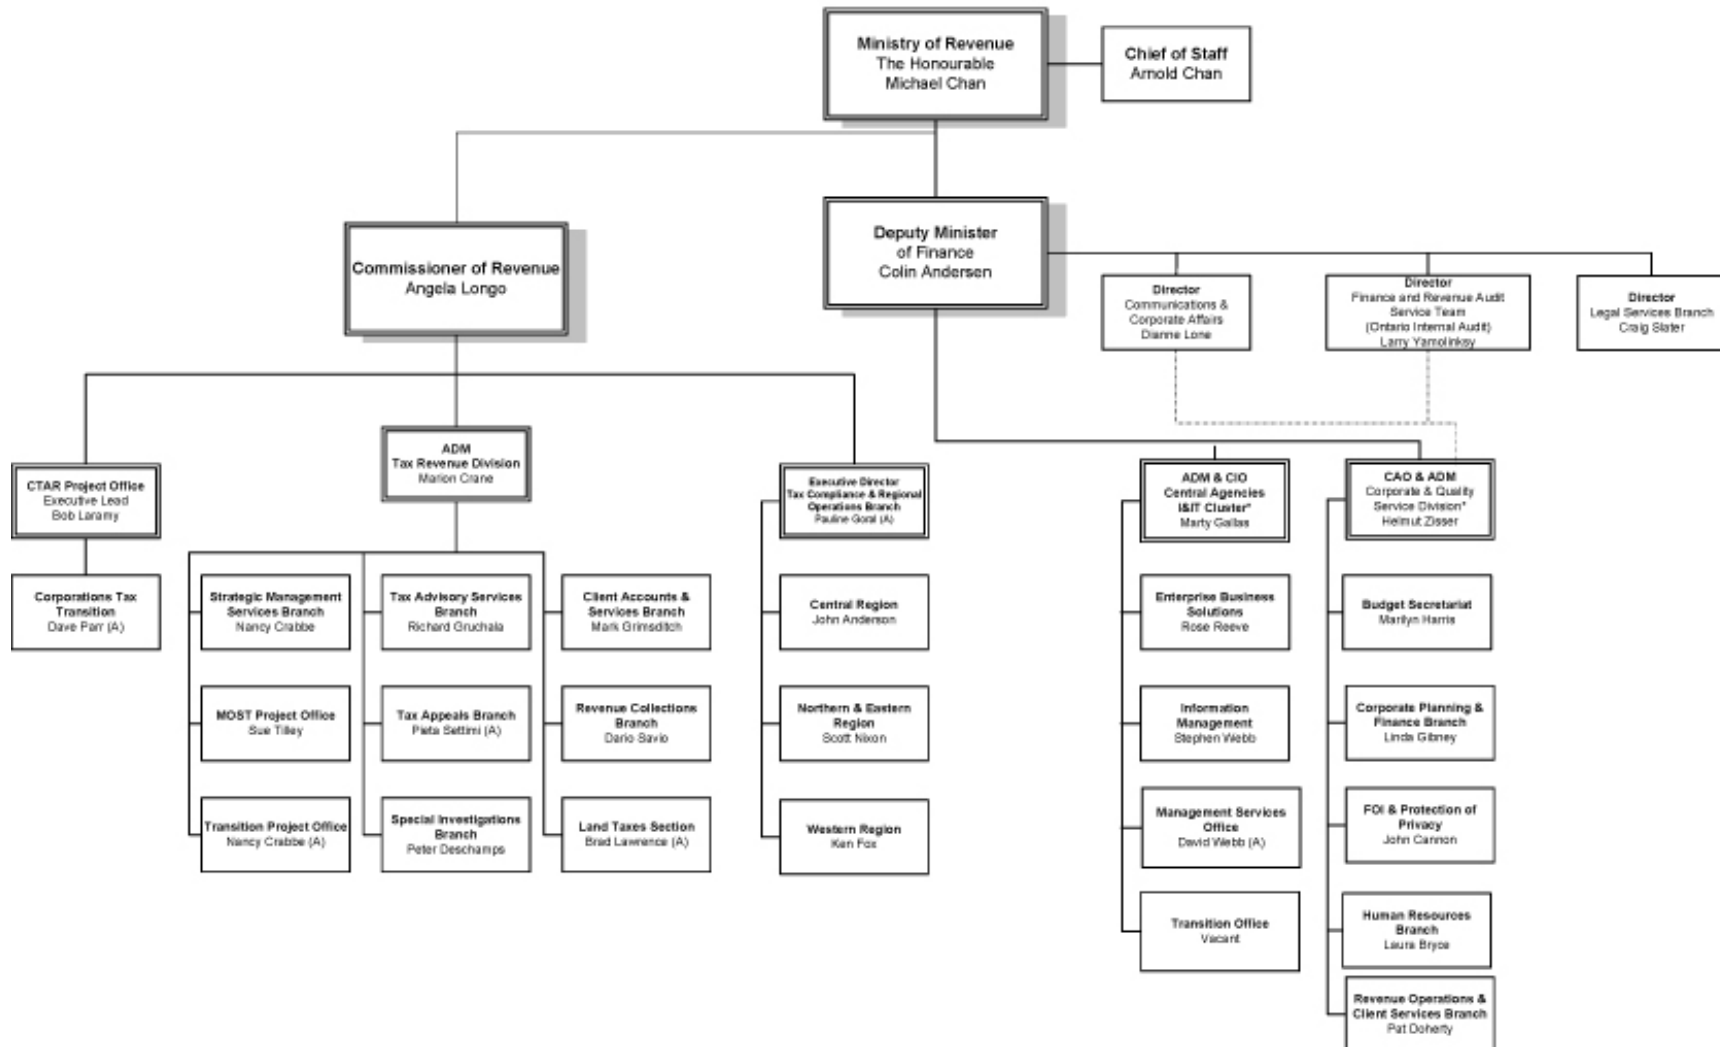 Ministry of Revenue
The Honourable
Michael Chan
Chief of Staff
Arnold Chan
Commissioner of Revenue
Angela Longo
Deputy Minister
of Finance
Colin Andersen
Director
Communications &
Corporate Affairs
Dianne Lone
Director
Finance and Revenue Audit
Service Team
(Ontario Internal Audit)
Larry Yamolinksy
Director
Legal Services Branch
Craig Slater
CTAR Project Office
Executive Lead
Bob Laramy
ADM
Tax Revenue Division
Marion Crane
Executive Director
Tax Compliance & Regional
Operations Branch
Pauline Goral (A)
ADM & CIO
Central Agencies
I&IT Cluster*
Marty Gallas
CAO & ADM
Corporate & Quality
Service Division*
Helmut Zisser
Corporations Tax
Transition
Dave Parr (A)
Strategic Management
Services Branch
Nancy Crabbe
Tax Advisory Services
Branch
Richard Gruchala
Client Accounts &
Services Branch
Mark Grimsditch
Central Region
John Anderson
Enterprise Business
Solutions
Rose Reeve
Budget Secretariat
Marilyn Harris
MOST Project Office
Sue Tilley
Tax Appeals Branch
Pieta Settimi (A)
Revenue Collections
Branch
Dario Savio
Northern & Eastern
Region
Scott Nixon
Information
Management
Stephen Webb
Corporate Planning &
Finance Branch
Linda Gibney
Transition Project Office
Nancy Crabbe (A)
Special Investigations
Branch
Peter Deschamps
Land Taxes Section
Brad Lawrence (A)
Western Region
Ken Fox
Management Services
Office
David Webb (A)
FOI & Protection of
Privacy
John Cannon
Transition Office
Vacant
Human Resources
Branch
Laura Bryce
Revenue Operations &
Client Services Branch
Pat Doherty